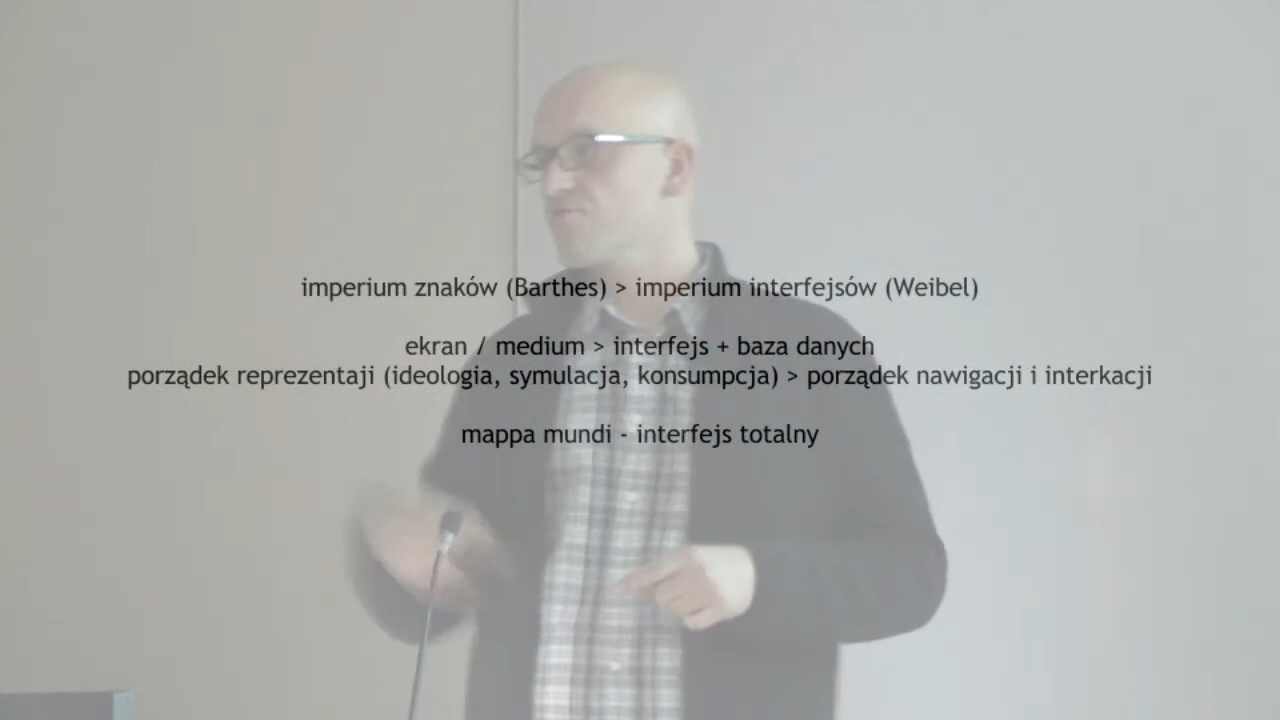 imperium znaków (Barthes) > imperium interfejsów (Weibel)
ekran / medium > interfejs + baza danych
porządek reprezentaji (ideologia, symulacja, konsumpcja) > porządek nawigacji i interkacji
mappa mundi - interfejs totalny